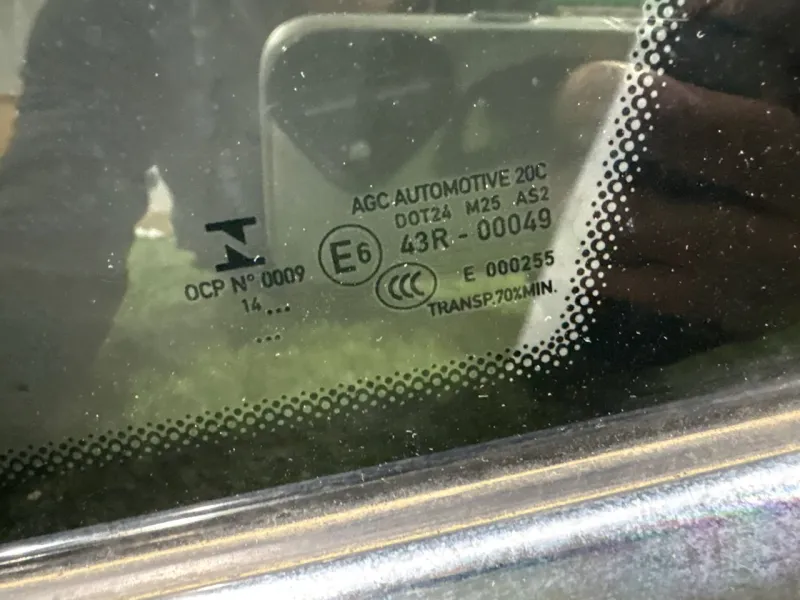 AGC AUTOMOTIVE 20C
DOT24 M25 AS2
E6 43R - 00049
CCC E 000255
TRANSP.70%MIN.
OCP N° 0009
14...
...